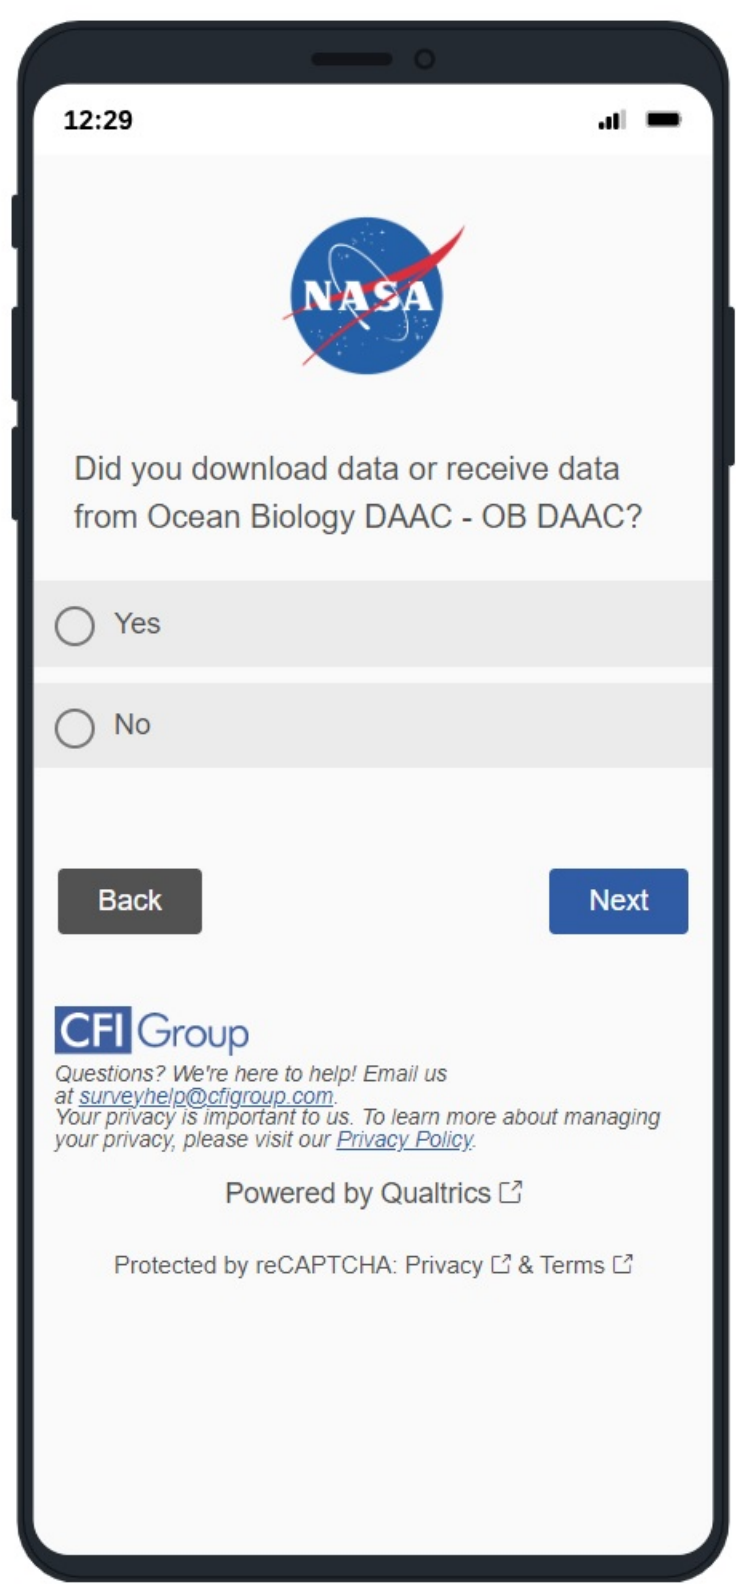 12:29
NASA
Did you download data or receive data
from Ocean Biology DAAC - OB DAAC?
Yes
No
Back
Next
CFI Group
Questions? We're here to help! Email us
at surveyhelp@cfigroup.com.
Your privacy is important to us. To learn more about managing
your privacy, please visit our Privacy Policy.
Powered by Qualtrics
Protected by reCAPTCHA: Privacy & Terms